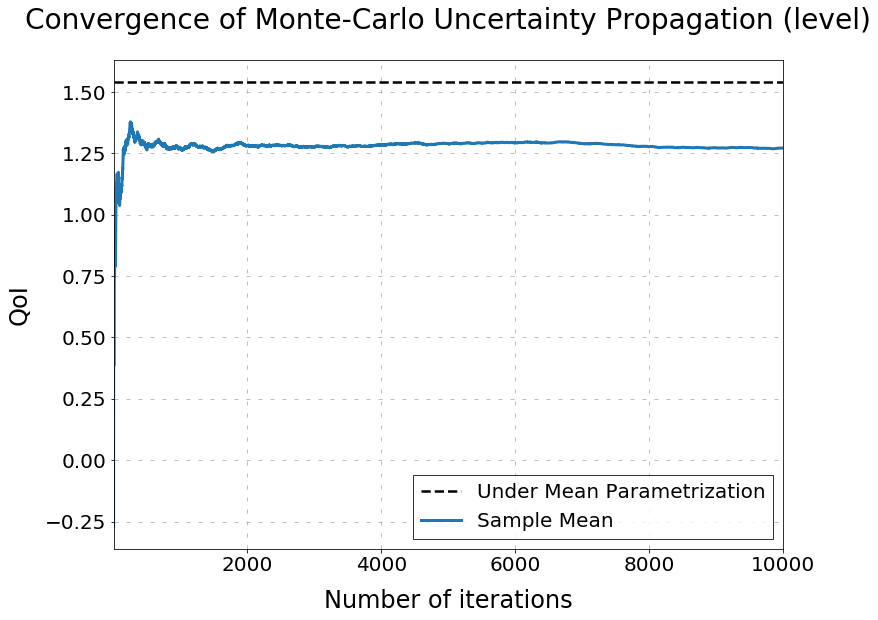 Convergence of Monte-Carlo Uncertainty Propagation (level)
1.50
1.25
1.00
0.75
0.50
0.25
0.00
−0.25
QoI
Under Mean Parametrization
Sample Mean
2000 4000 6000 8000 10000
Number of iterations